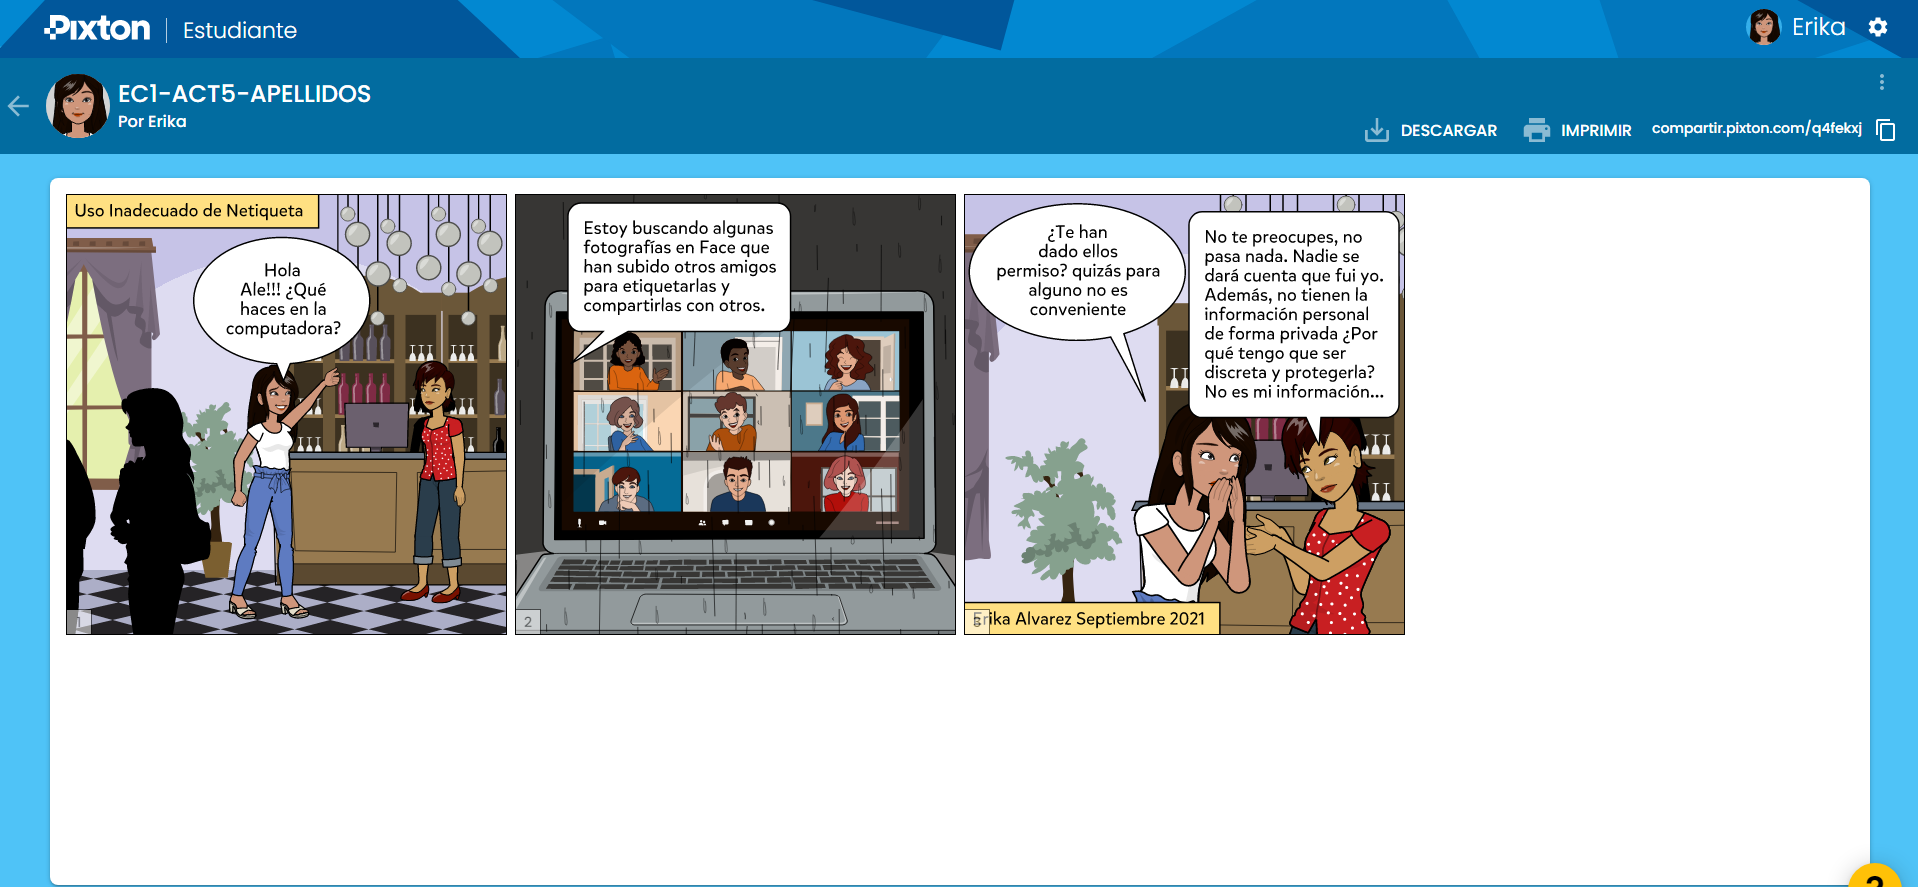 Pixton
Estudiante
Erika
EC1-ACT5-APELLIDOS
Por Erika
DESCARGAR
IMPRIMIR
compartir.pixton.com/q4fekxj
Uso Inadecuado de Netiqueta
Hola
Ale!!! ¿Qué
haces en la
computadora?
1
Estoy buscando algunas
fotografías en Face que
han subido otros amigos
para etiquetarlas y
compartirlas con otros.
2
¿Te han
dado ellos
permiso? quizás para
alguno no es
conveniente
No te preocupes, no
pasa nada. Nadie se
dará cuenta que fui yo.
Además, no tienen la
información personal
de forma privada ¿Por
qué tengo que ser
discreta y protegerla?
No es mi información...
3
Erika Alvarez Septiembre 2021
?